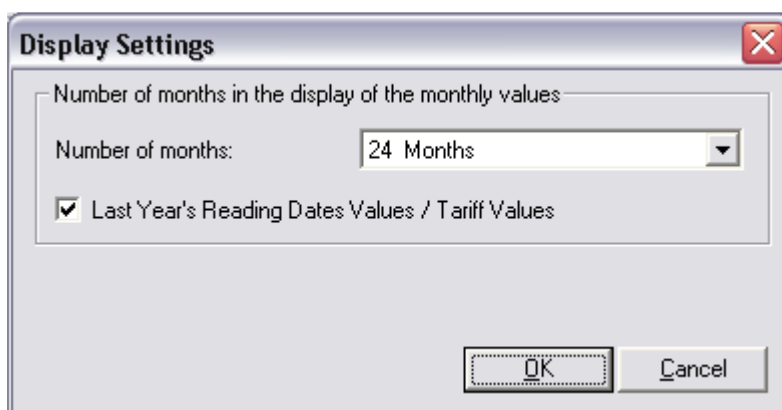 Display Settings
Number of months in the display of the monthly values
Number of months: 24 Months
Last Year's Reading Dates Values / Tariff Values
OK Cancel